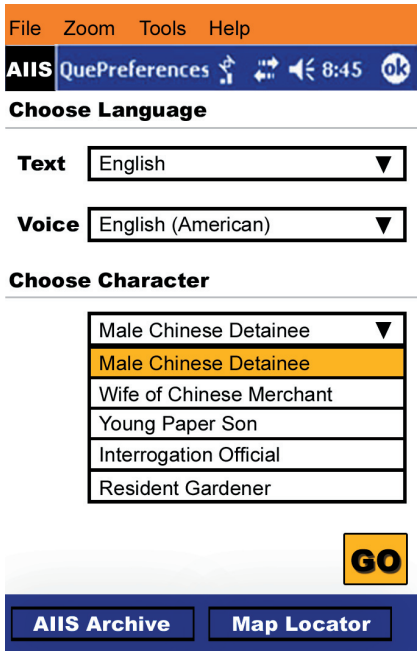 File Zoom Tools Help
AIIS QuePreferences 8:45 ok
Choose Language
Text English
Voice English (American)
Choose Character
Male Chinese Detainee
Male Chinese Detainee
Wife of Chinese Merchant
Young Paper Son
Interrogation Official
Resident Gardener
GO
AIIS Archive Map Locator